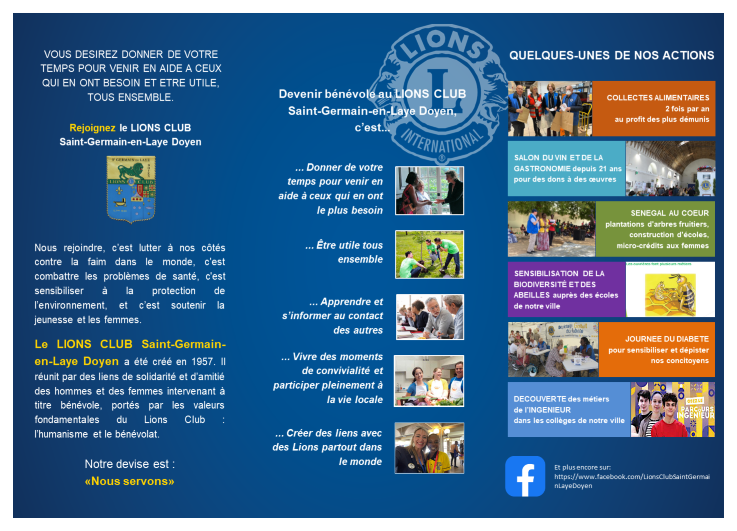 VOUS DESIREZ DONNER DE VOTRE
TEMPS POUR VENIR EN AIDE A CEUX
QUI EN ONT BESOIN ET ETRE UTILE,
TOUS ENSEMBLE.
Rejoignez le LIONS CLUB
Saint-Germain-en-Laye Doyen
LIONS CLUB
Nous rejoindre, c'est lutter à nos côtés
contre la faim dans le monde, c'est
combattre les problèmes de santé, c'est
sensibiliser à la protection de
l'environnement, et c'est soutenir la
jeunesse et les femmes.
Le LIONS CLUB Saint-Germain-
en-Laye Doyen a été créé en 1957. Il
réunit par des liens de solidarité et d'amitié
des hommes et des femmes intervenant à
titre bénévole, portés par les valeurs
fondamentales du Lions Club :
l'humanisme et le bénévolat.
Notre devise est :
«Nous servons»
LIONS
L
INTERNATIONAL
Devenir bénévole au LIONS CLUB
Saint-Germain-en-Laye Doyen,
c'est...
... Donner de votre
temps pour venir en
aide à ceux qui en ont
le plus besoin
... Être utile tous
ensemble
... Apprendre et
s'informer au contact
des autres
... Vivre des moments
de convivialité et
participer pleinement à
la vie locale
... Créer des liens avec
des Lions partout dans
le monde
QUELQUES-UNES DE NOS ACTIONS
COLLECTES ALIMENTAIRES
2 fois par an
au profit des plus démunis
SALON DU VIN ET DE LA
GASTRONOMIE depuis 21 ans
pour des dons à des œuvres
SENEGAL AU COEUR
plantations d'arbres fruitiers,
construction d'écoles,
micro-crédits aux femmes
SENSIBILISATION DE LA
BIODIVERSITÉ ET DES
ABEILLES auprès des écoles
de notre ville
JOURNEE DU DIABETE
pour sensibiliser et dépister
nos concitoyens
DECOUVERTE des métiers
de l'INGENIEUR
dans les collèges de notre ville
PARCOURS
INGÉNIEUR
Et plus encore sur:
https://www.facebook.com/LionsClubSaintGermai
nLayeDoyen